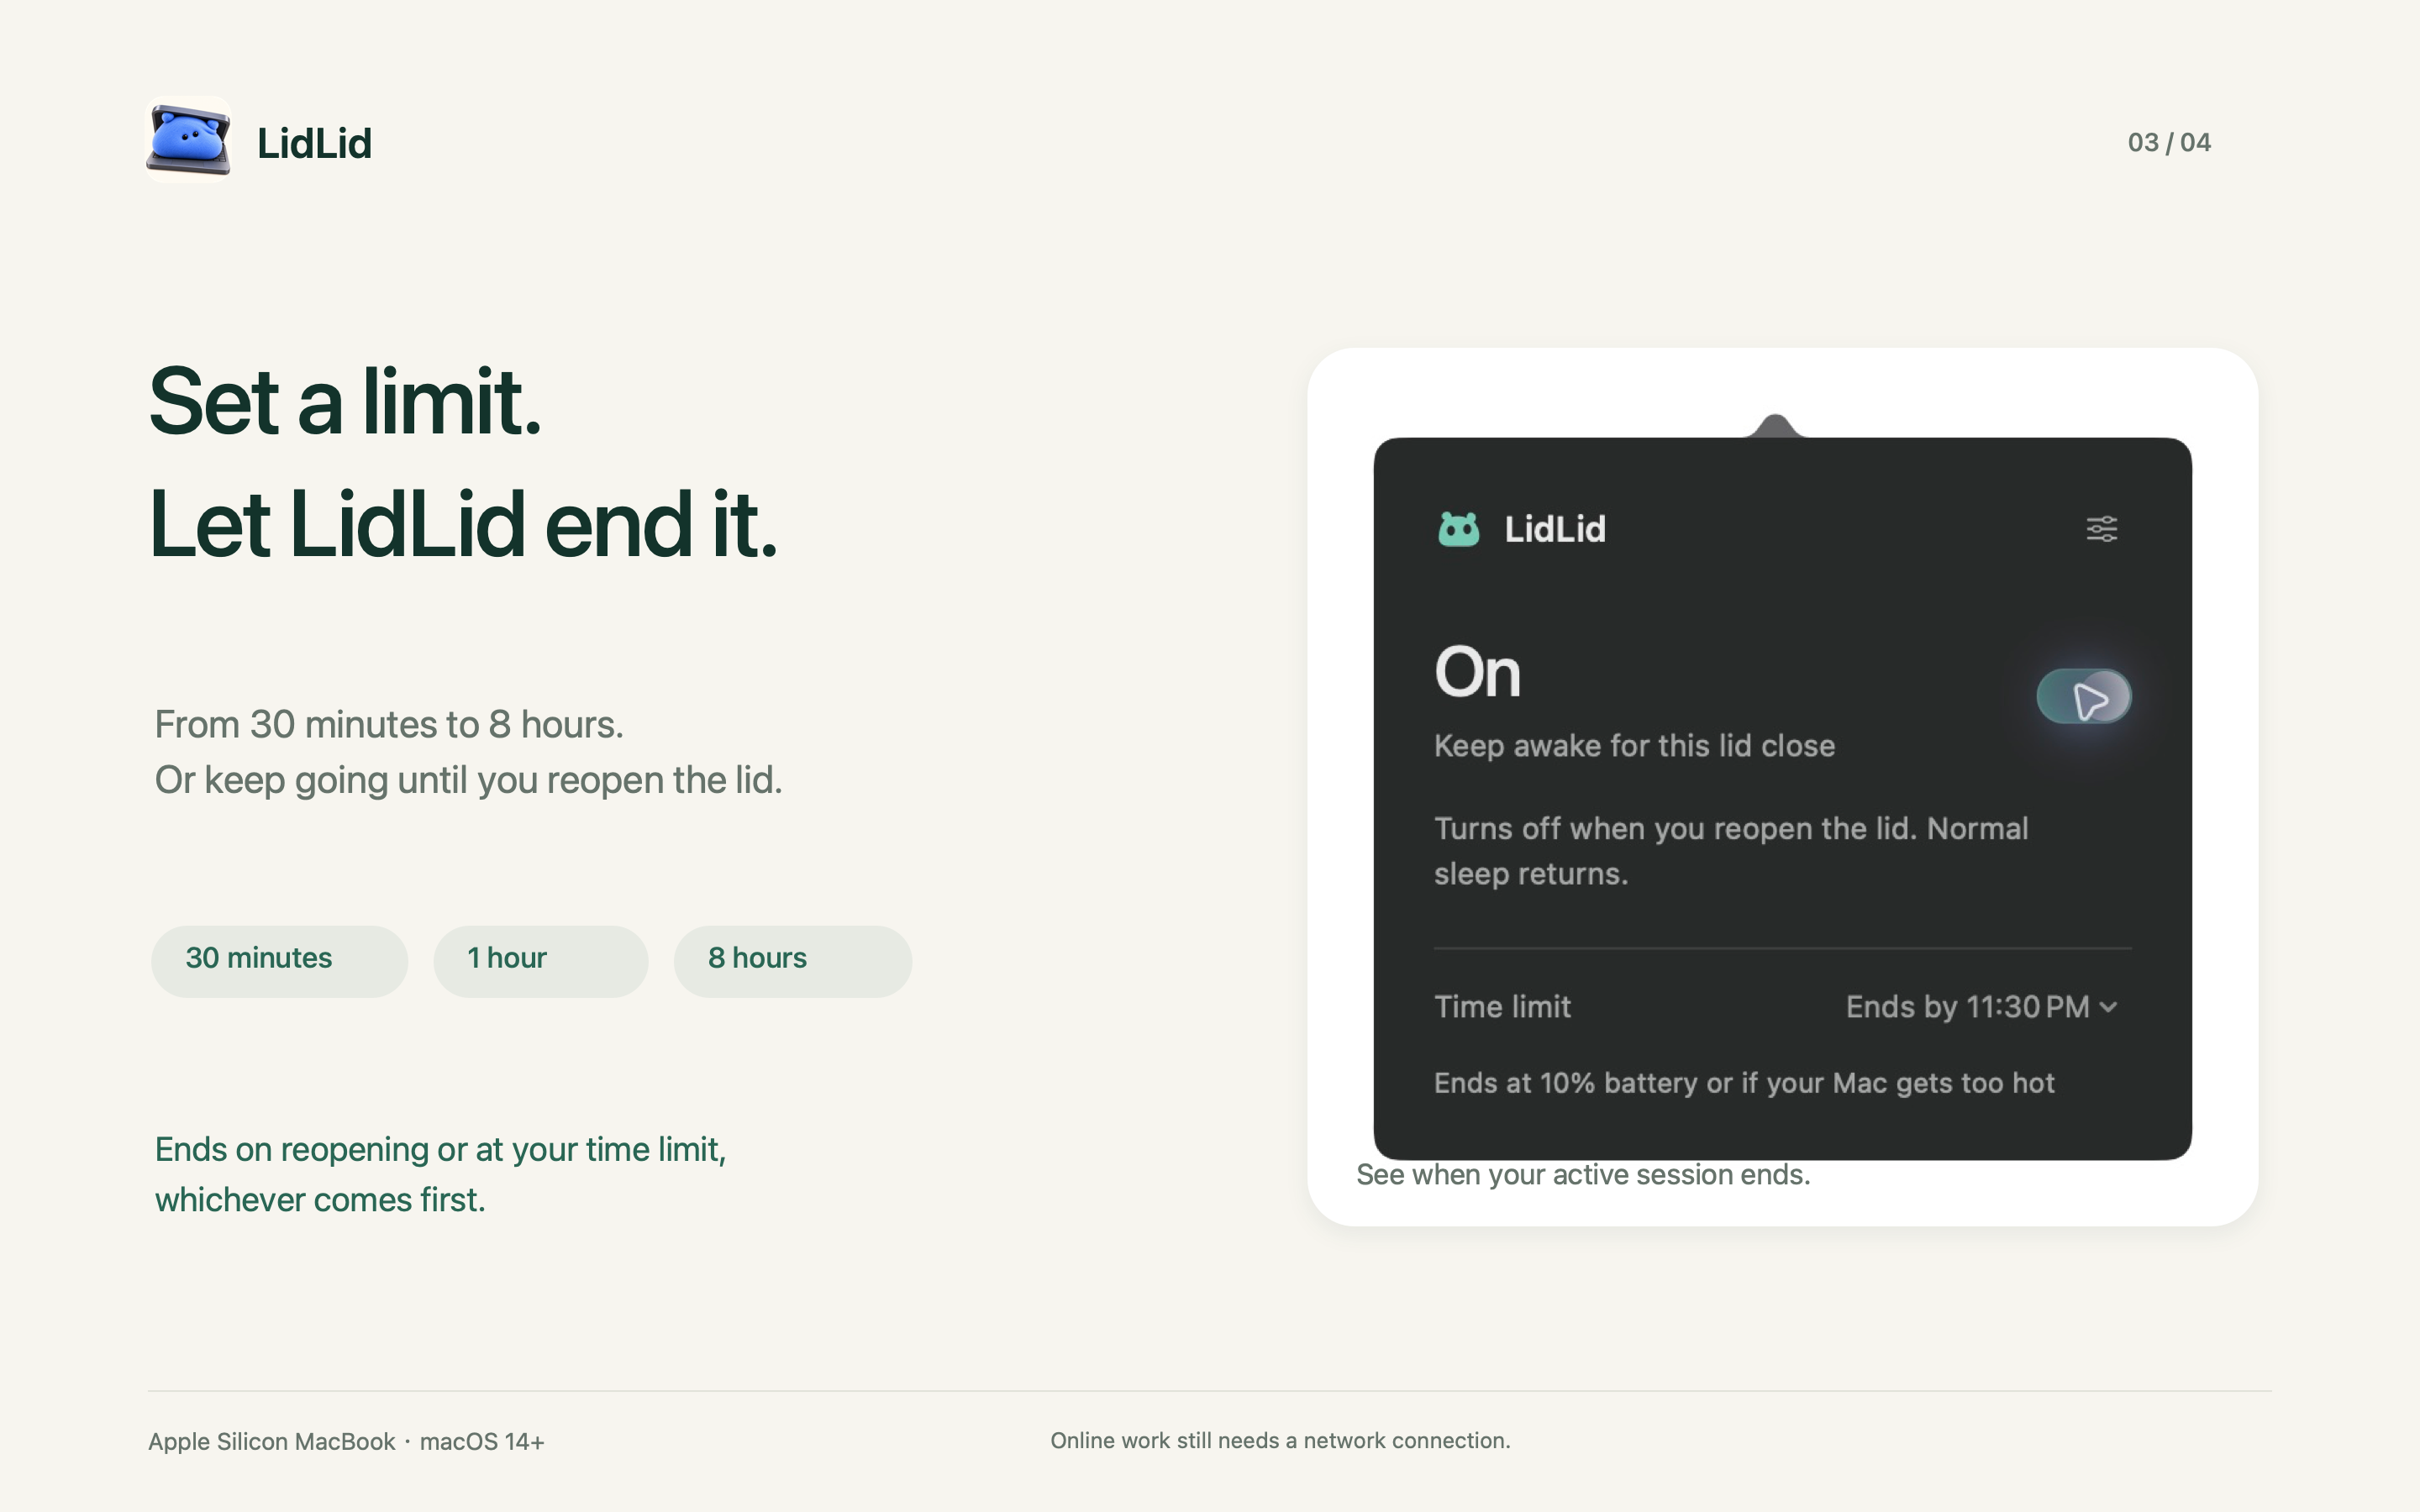 LidLid
03 / 04
Set a limit.
Let LidLid end it.
From 30 minutes to 8 hours.
Or keep going until you reopen the lid.
30 minutes
1 hour
8 hours
Ends on reopening or at your time limit,
whichever comes first.
LidLid
On
Keep awake for this lid close
Turns off when you reopen the lid. Normal
sleep returns.
Time limit
Ends by 11:30 PM
Ends at 10% battery or if your Mac gets too hot
See when your active session ends.
Apple Silicon MacBook · macOS 14+
Online work still needs a network connection.